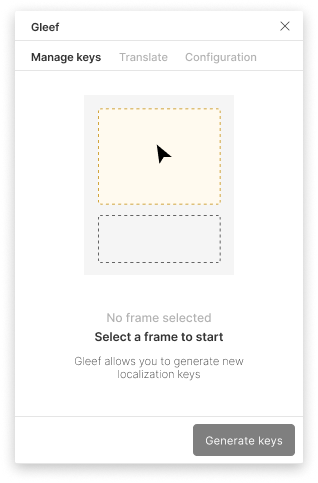 Gleef
Manage keys Translate Configuration
No frame selected
Select a frame to start
Gleef allows you to generate new
localization keys
Generate keys